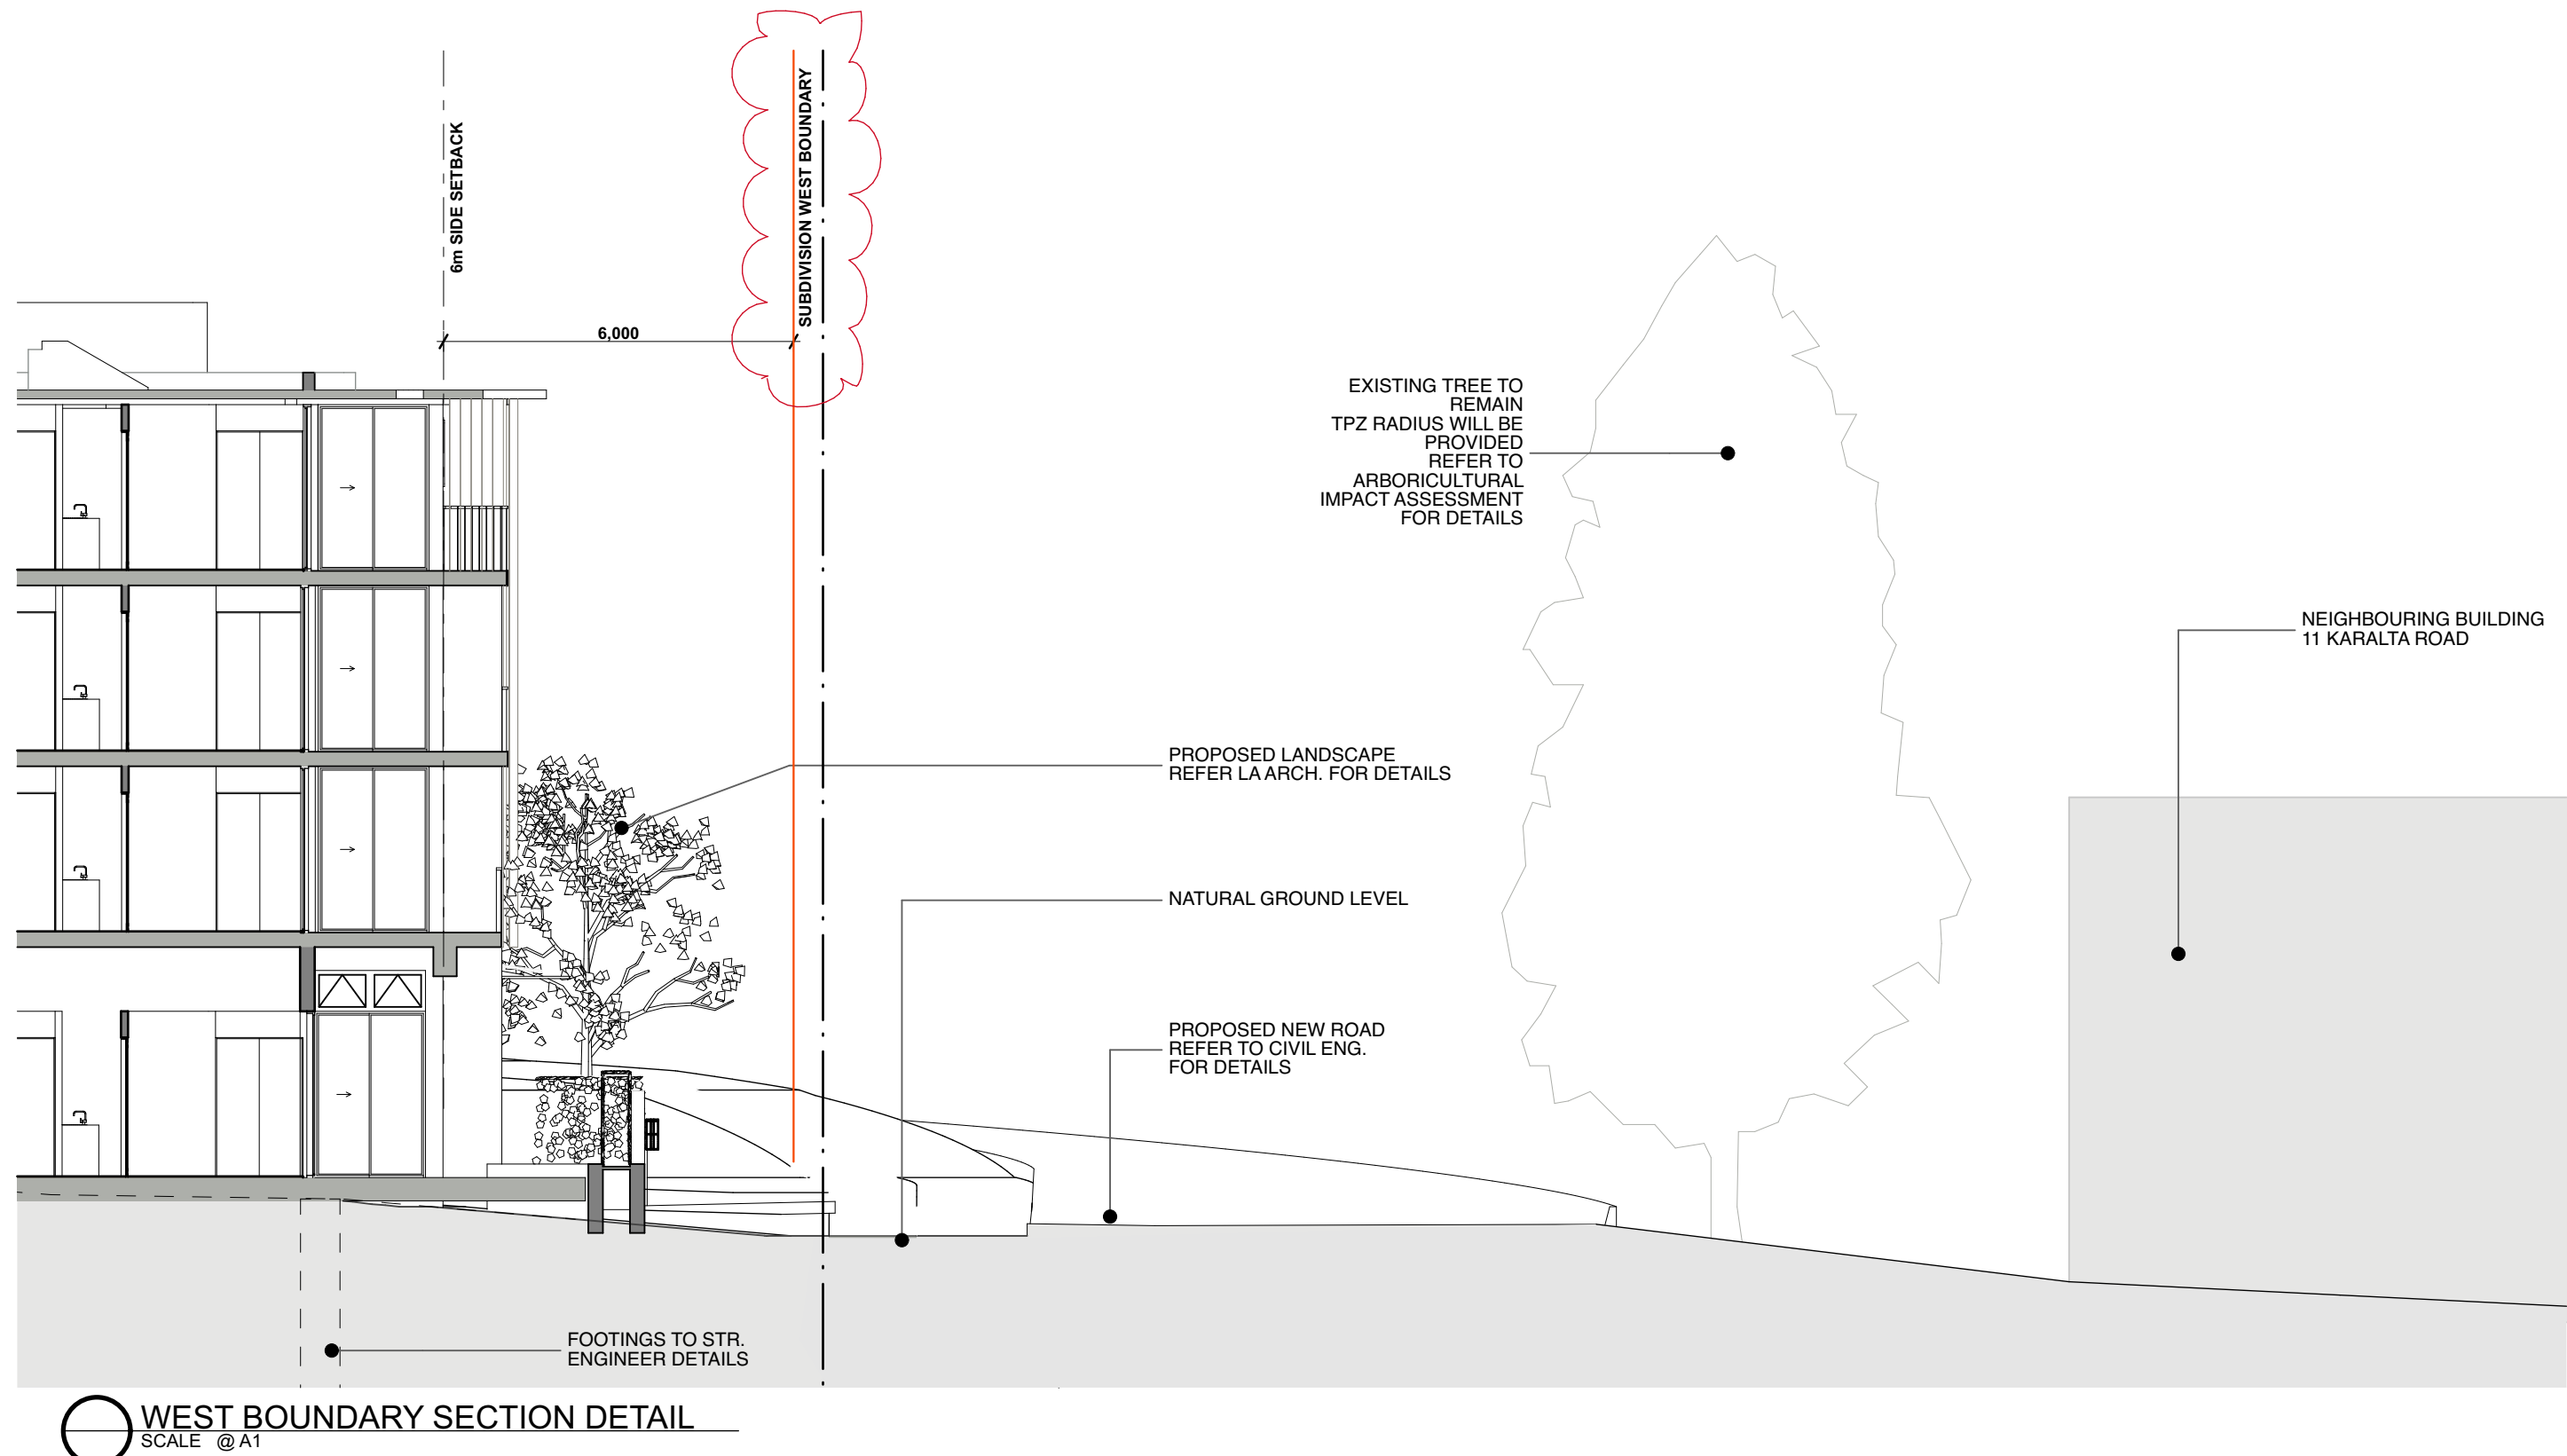 6m SIDE SETBACK
SUBDIVISION WEST BOUNDARY
6,000
EXISTING TREE TO
REMAIN
TPZ RADIUS WILL BE
PROVIDED
REFER TO
ARBORICULTURAL
IMPACT ASSESSMENT
FOR DETAILS
NEIGHBOURING BUILDING
11 KARALTA ROAD
PROPOSED LANDSCAPE
REFER LA ARCH. FOR DETAILS
NATURAL GROUND LEVEL
PROPOSED NEW ROAD
REFER TO CIVIL ENG.
FOR DETAILS
FOOTINGS TO STR.
ENGINEER DETAILS
WEST BOUNDARY SECTION DETAIL
SCALE @ A1